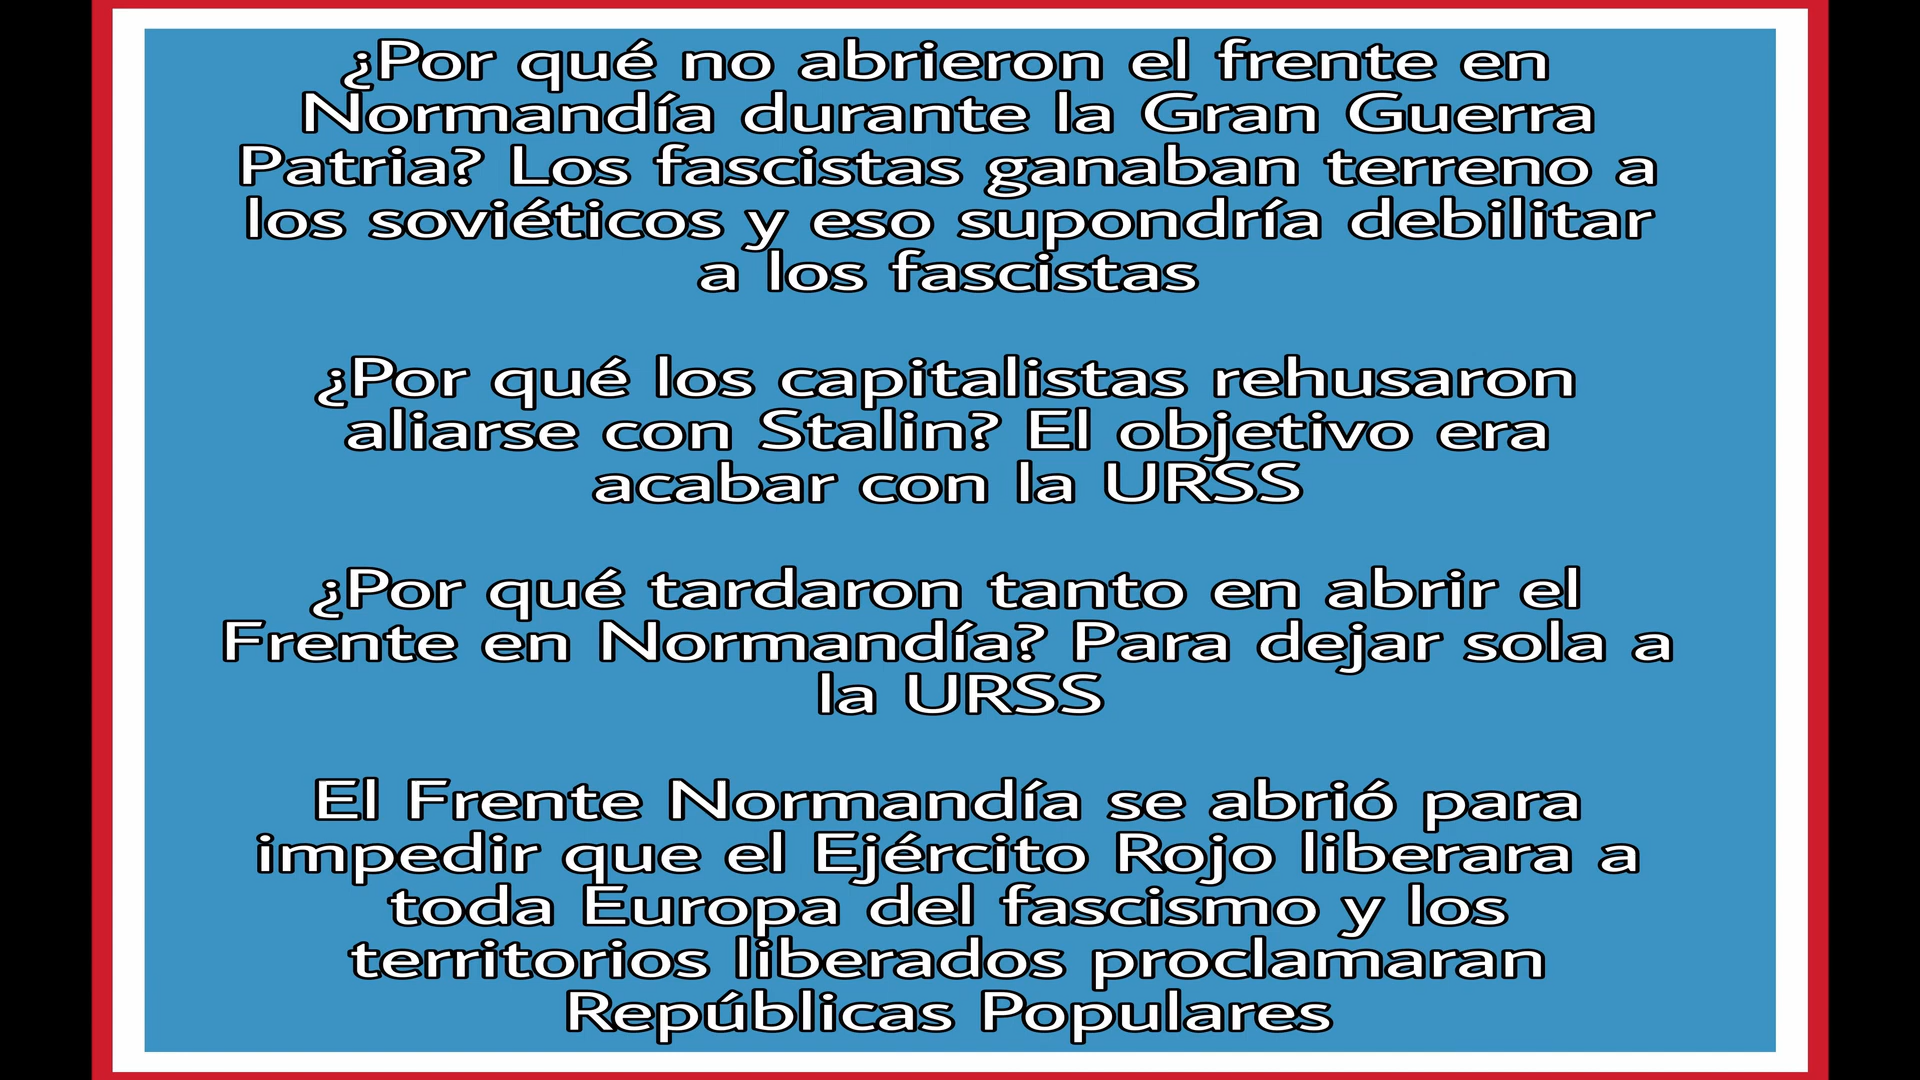 ¿Por qué no abrieron el frente en
Normandía durante la Gran Guerra
Patria? Los fascistas ganaban terreno a
los soviéticos y eso supondría debilitar
a los fascistas
¿Por qué los capitalistas rehusaron
aliarse con Stalin? El objetivo era
acabar con la URSS
¿Por qué tardaron tanto en abrir el
Frente en Normandía? Para dejar sola a
la URSS
El Frente Normandía se abrió para
impedir que el Ejército Rojo liberara a
toda Europa del fascismo y los
territorios liberados proclamaran
Repúblicas Populares